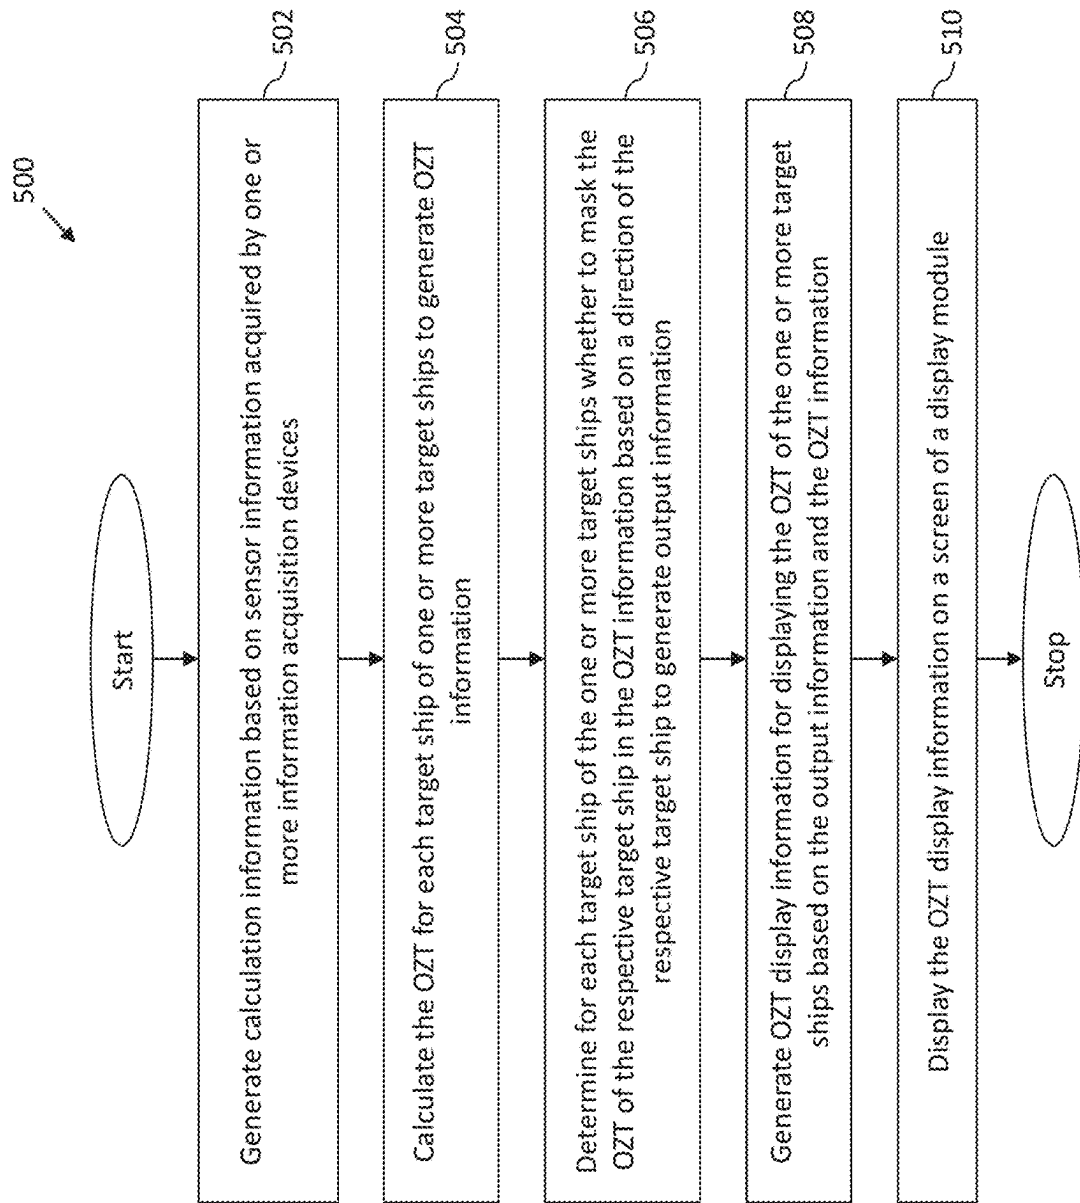 500
Start
Generate calculation information based on sensor information acquired by one or
more information acquisition devices
502
Calculate the OZT for each target ship of one or more target ships to generate OZT
information
504
Determine for each target ship of the one or more target ships whether to mask the
OZT of the respective target ship in the OZT information based on a direction of the
respective target ship to generate output information
506
Generate OZT display information for displaying the OZT of the one or more target
ships based on the output information and the OZT information
508
Display the OZT display information on a screen of a display module
510
Stop